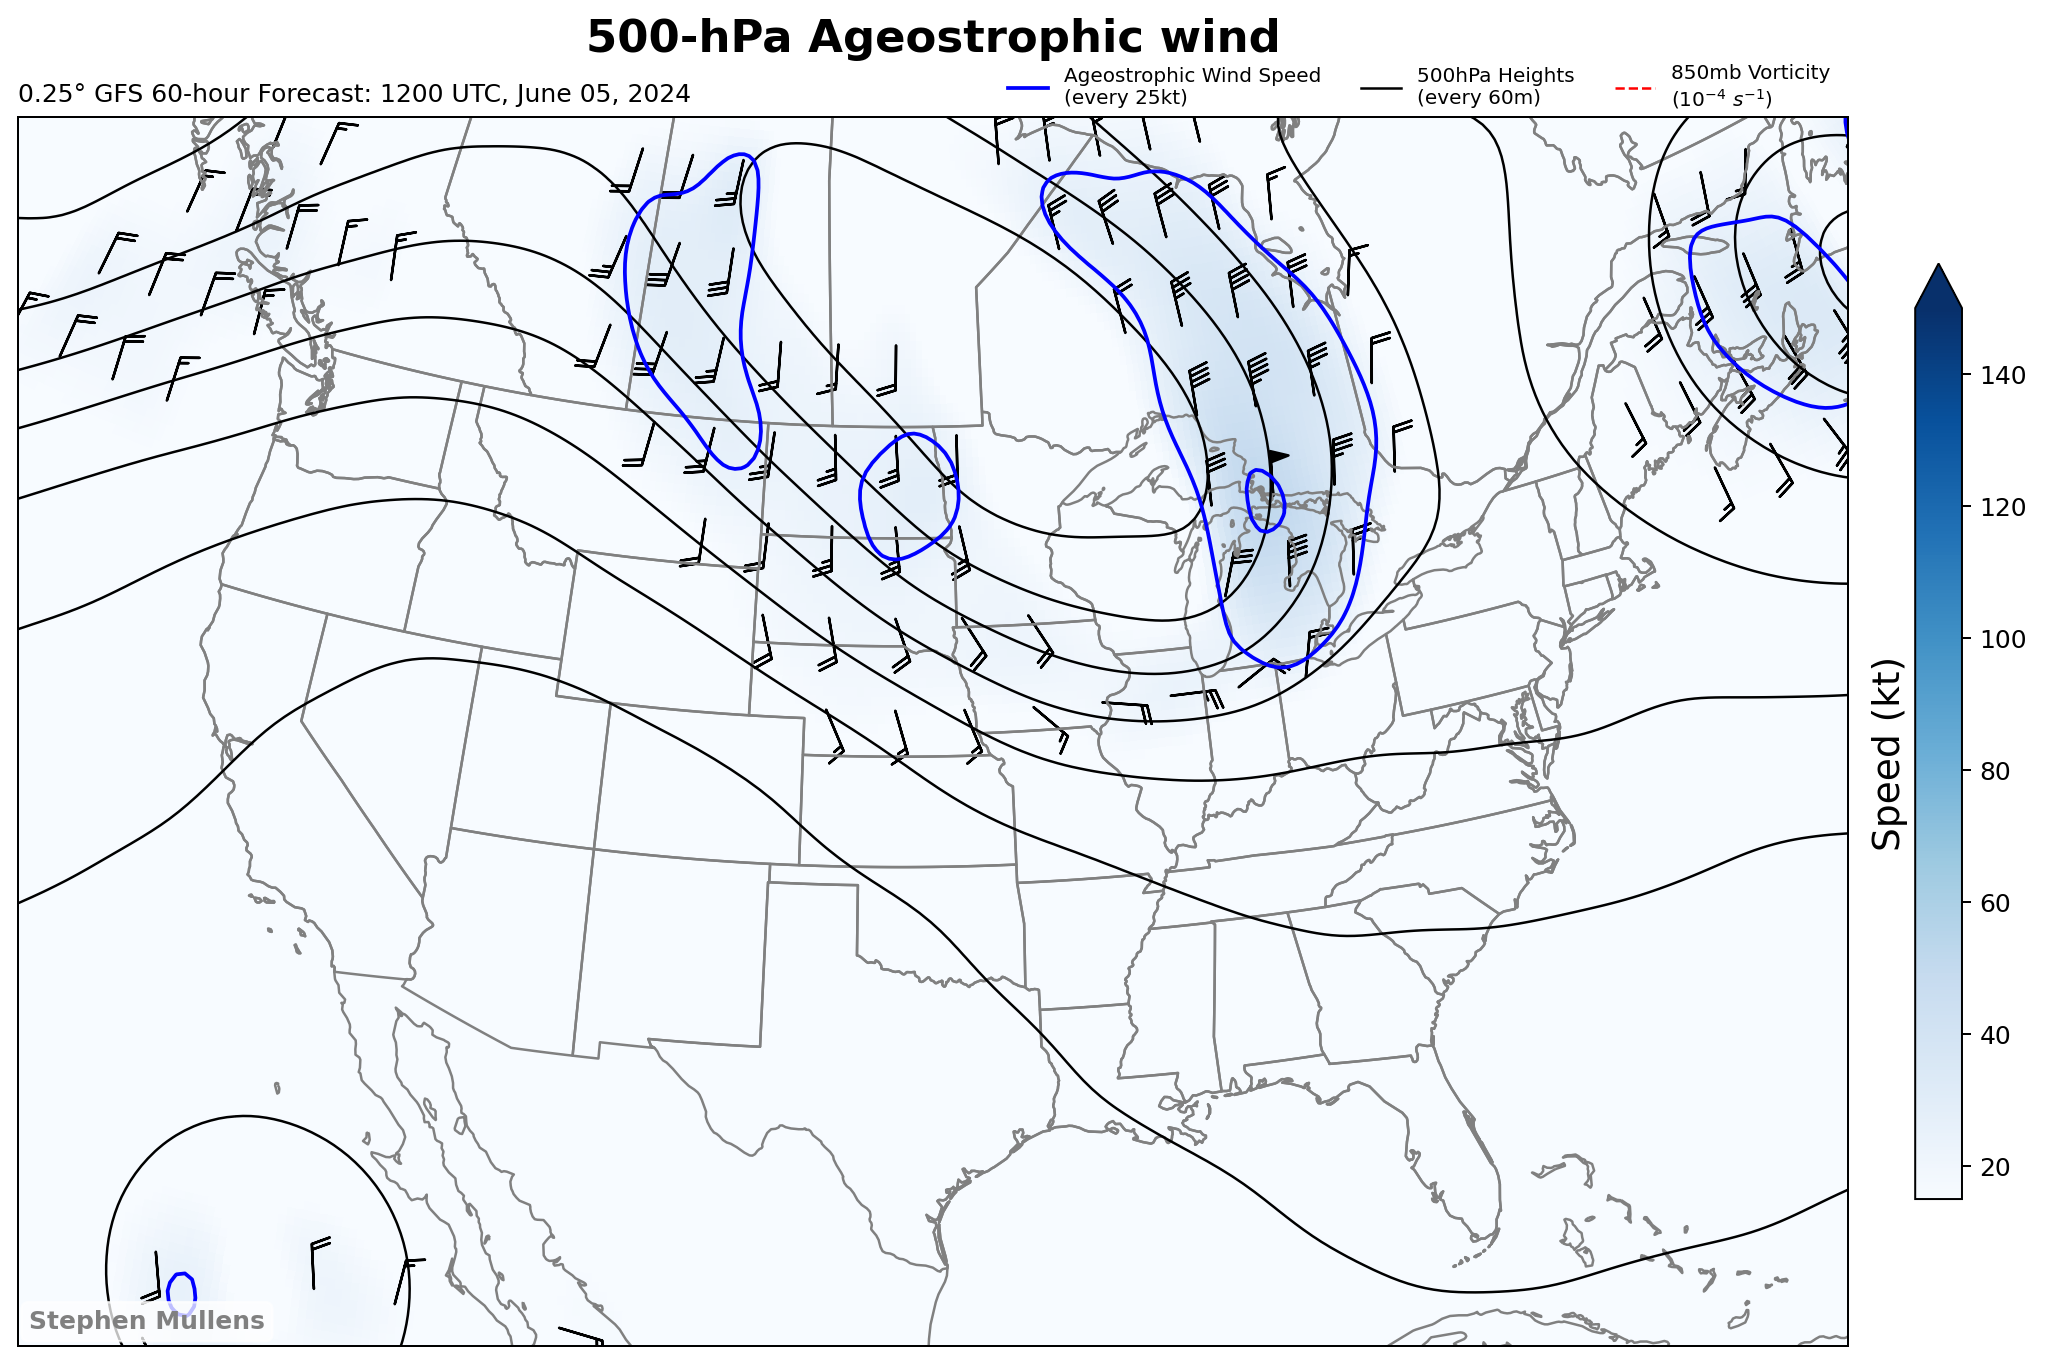 500-hPa Ageostrophic wind
0.25° GFS 60-hour Forecast: 1200 UTC, June 05, 2024
Ageostrophic Wind Speed
(every 25kt)
500hPa Heights
(every 60m)
850mb Vorticity
(10⁻⁴ s⁻¹)
140
120
100
80
60
40
20
Speed (kt)
Stephen Mullens